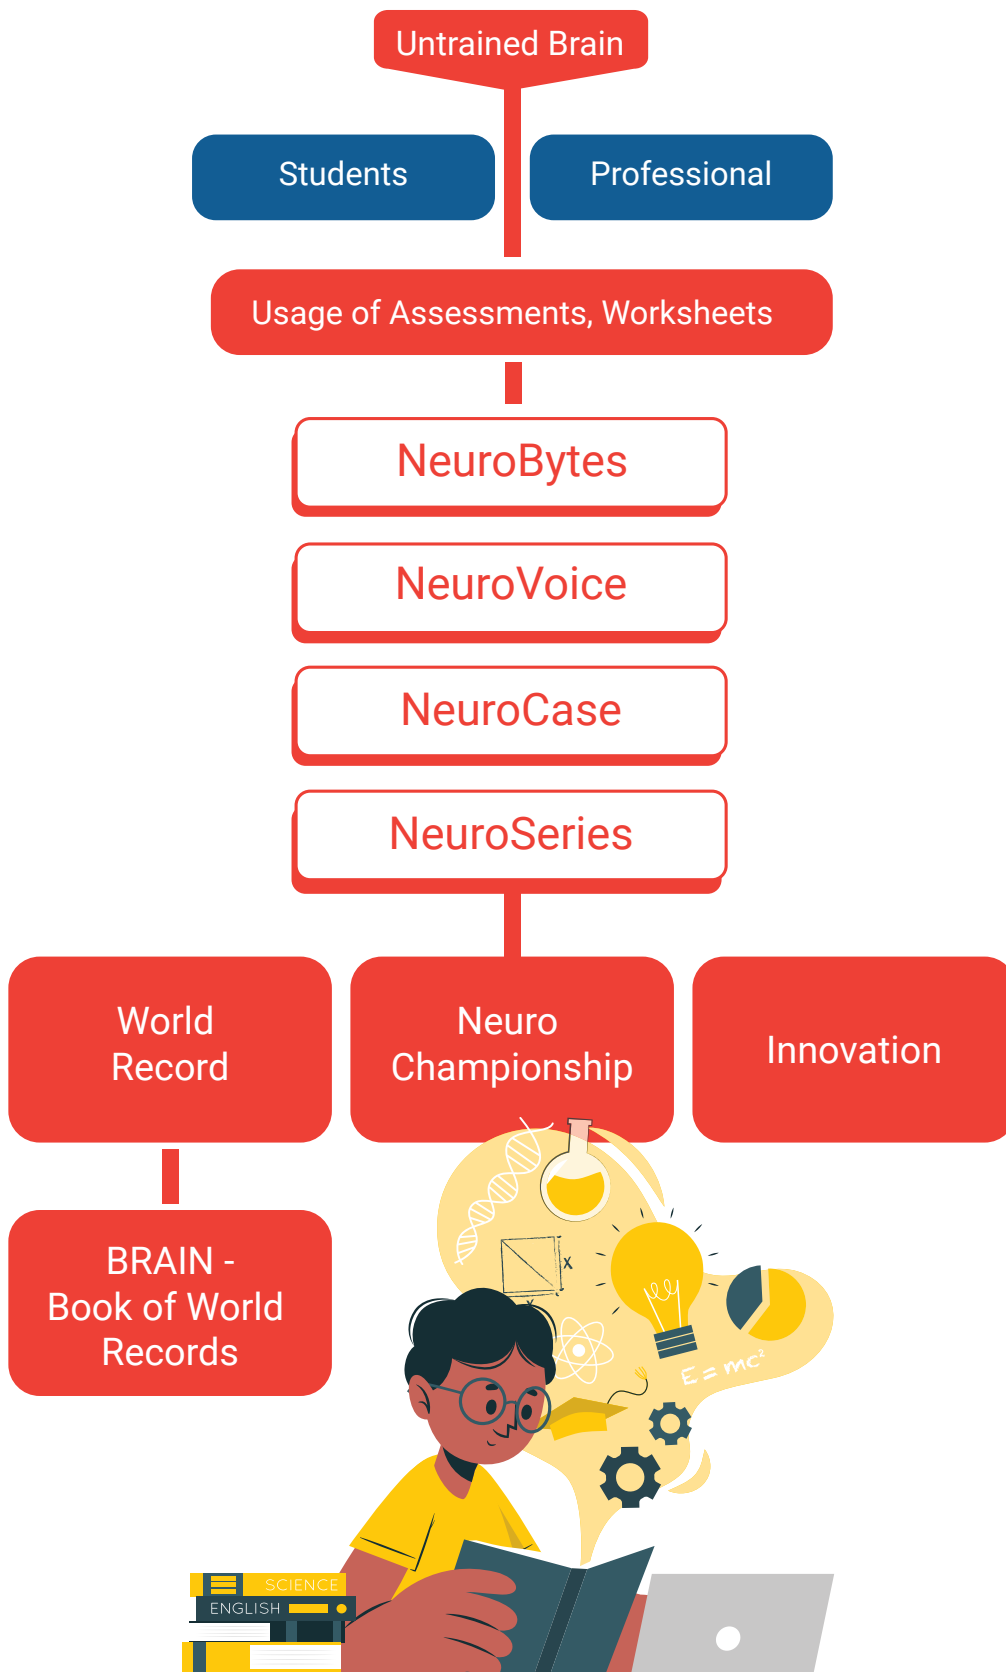 Untrained Brain
Students
Professional
Usage of Assessments, Worksheets
NeuroBytes
NeuroVoice
NeuroCase
NeuroSeries
World
Record
Neuro
Championship
Innovation
BRAIN -
Book of World
Records
x
x
E = mc²
SCIENCE
ENGLISH